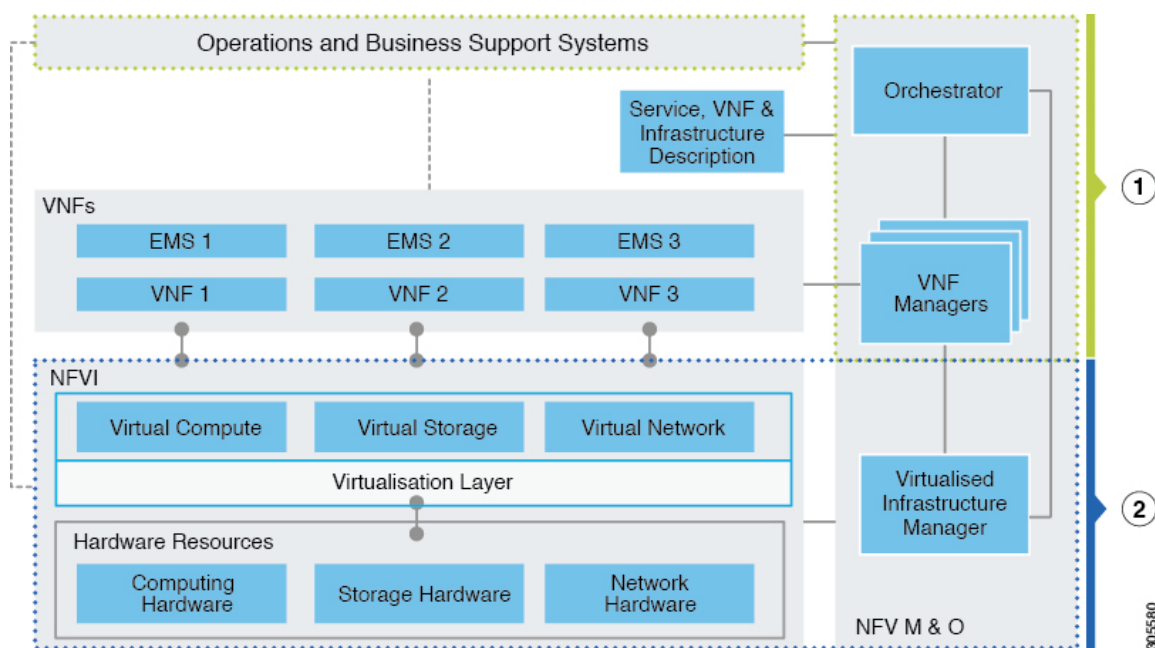 Operations and Business Support Systems
Orchestrator
Service, VNF &
Infrastructure
Description
1
VNFs
EMS 1
EMS 2
EMS 3
VNF 1
VNF 2
VNF 3
VNF
Managers
NFVI
Virtual Compute
Virtual Storage
Virtual Network
Virtualisation Layer
Virtualised
Infrastructure
Manager
2
Hardware Resources
Computing
Hardware
Storage Hardware
Network
Hardware
NFV M & O
305580